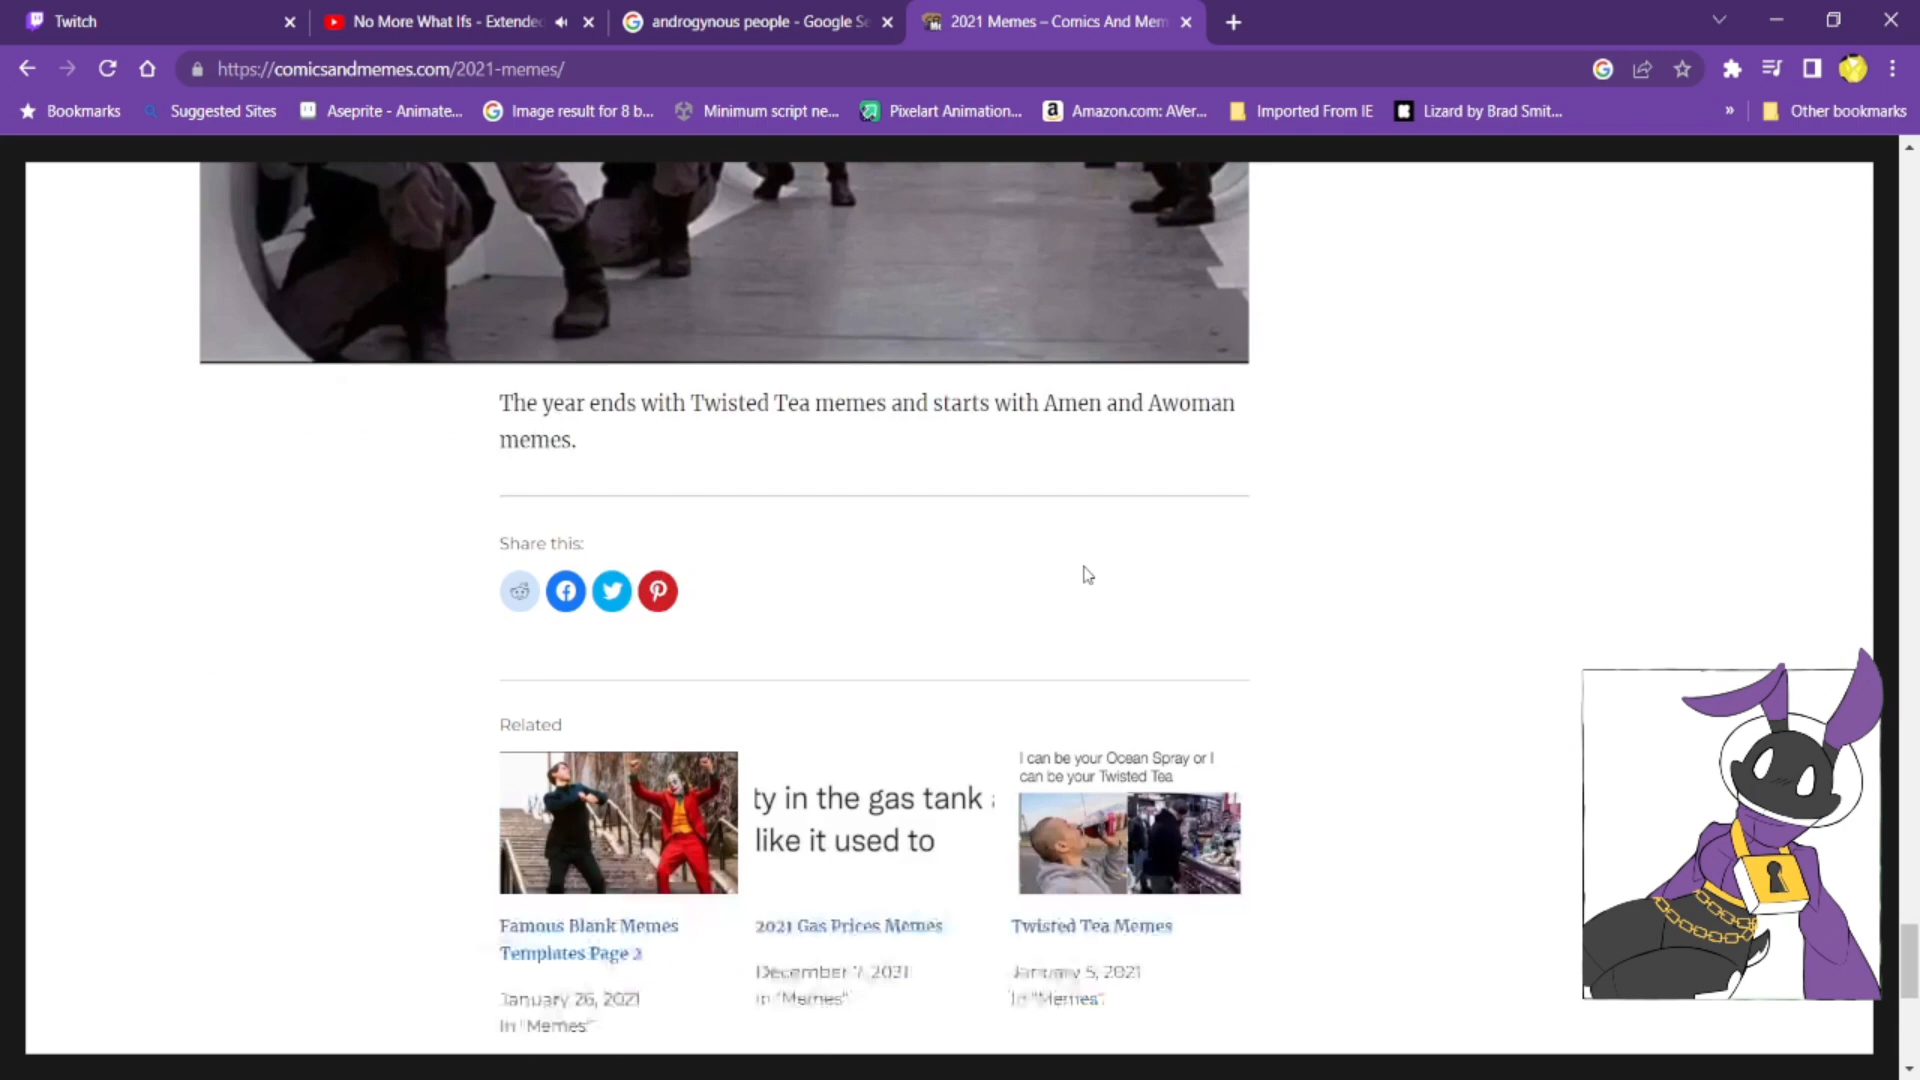 Twitch
No More What Ifs - Extende
androgynous people - Google Se
2021 Memes – Comics And Mem
https://comicsandmemes.com/2021-memes/
Bookmarks
Suggested Sites
Aseprite - Animate...
Image result for 8 b...
Minimum script ne...
Pixelart Animation...
Amazon.com: AVer...
Imported From IE
Lizard by Brad Smit...
»
Other bookmarks
The year ends with Twisted Tea memes and starts with Amen and Awoman
memes.
Share this:
Related
ty in the gas tank
like it used to
I can be your Ocean Spray or I
can be your Twisted Tea
Famous Blank Memes
Templates Page 2
January 26, 2021
In "Memes"
2021 Gas Prices Memes
December 7, 2021
In "Memes"
Twisted Tea Memes
January 5, 2021
In "Memes"